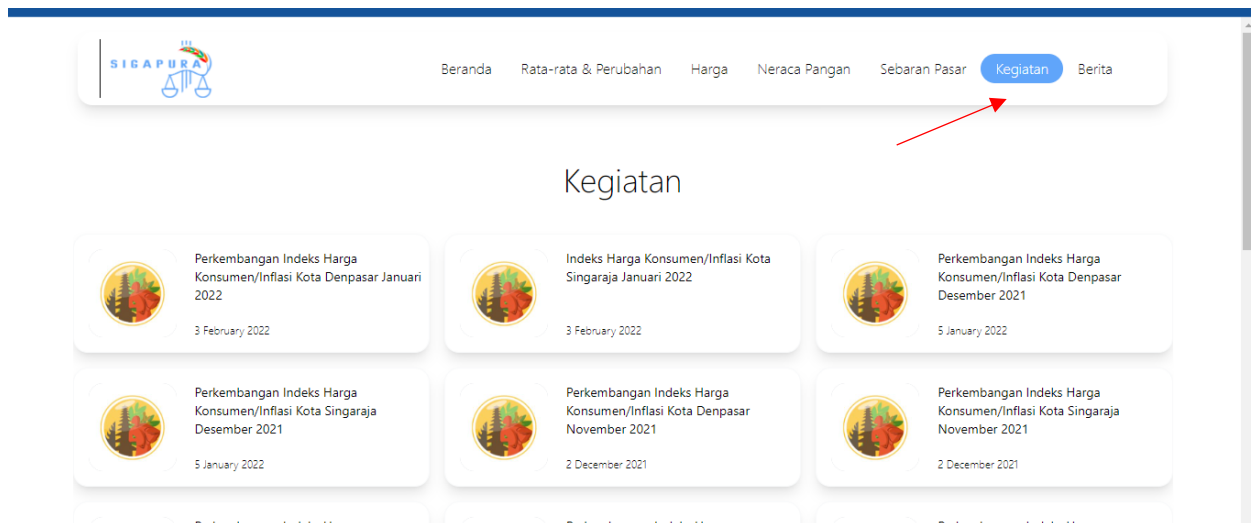 SIGAPURA
Beranda Rata-rata & Perubahan Harga Neraca Pangan Sebaran Pasar Kegiatan Berita
Kegiatan
Perkembangan Indeks Harga
Konsumen/Inflasi Kota Denpasar Januari
2022
3 February 2022
Indeks Harga Konsumen/Inflasi Kota
Singaraja Januari 2022
3 February 2022
Perkembangan Indeks Harga
Konsumen/Inflasi Kota Denpasar
Desember 2021
5 January 2022
Perkembangan Indeks Harga
Konsumen/Inflasi Kota Singaraja
Desember 2021
5 January 2022
Perkembangan Indeks Harga
Konsumen/Inflasi Kota Denpasar
November 2021
2 December 2021
Perkembangan Indeks Harga
Konsumen/Inflasi Kota Singaraja
November 2021
2 December 2021